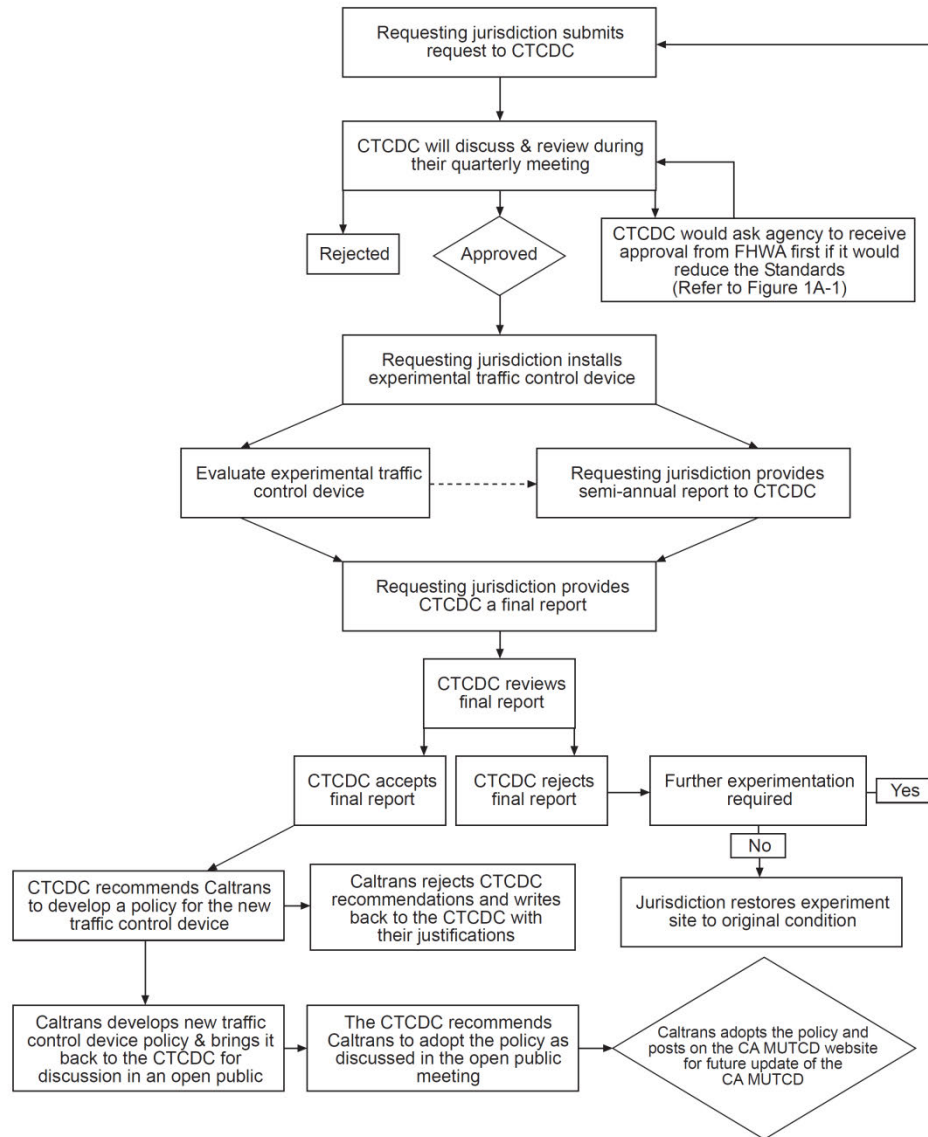 Requesting jurisdiction submits
request to CTCDC
CTCDC will discuss & review during
their quarterly meeting
Rejected
Approved
CTCDC would ask agency to receive
approval from FHWA first if it would
reduce the Standards
(Refer to Figure 1A-1)
Requesting jurisdiction installs
experimental traffic control device
Evaluate experimental traffic
control device
Requesting jurisdiction provides
semi-annual report to CTCDC
Requesting jurisdiction provides
CTCDC a final report
CTCDC reviews
final report
CTCDC accepts
final report
CTCDC rejects
final report
Further experimentation
required
Yes
No
CTCDC recommends Caltrans
to develop a policy for the new
traffic control device
Caltrans rejects CTCDC
recommendations and writes
back to the CTCDC with
their justifications
Jurisdiction restores experiment
site to original condition
Caltrans develops new traffic
control device policy & brings it
back to the CTCDC for
discussion in an open public
The CTCDC recommends
Caltrans to adopt the policy as
discussed in the open public
meeting
Caltrans adopts the policy and
posts on the CA MUTCD website
for future update of the
CA MUTCD